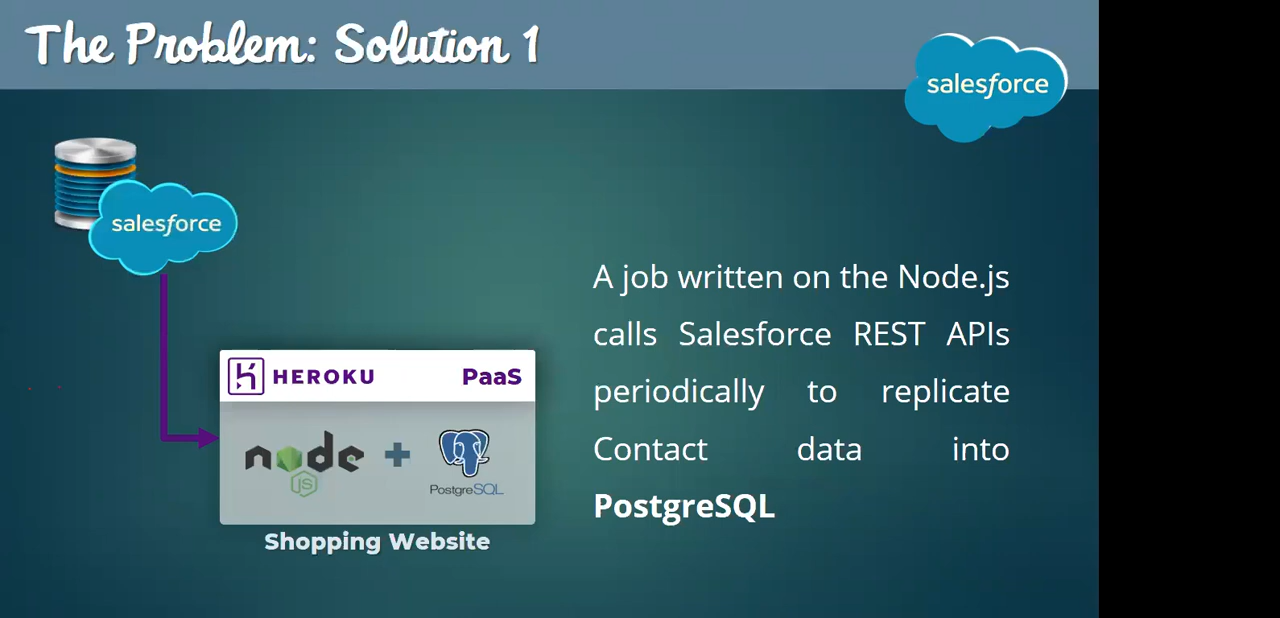 The Problem: Solution 1
salesforce
salesforce
HEROKU PaaS
node + PostgreSQL
JS
Shopping Website
A job written on the Node.js
calls Salesforce REST APIs
periodically to replicate
Contact data into
PostgreSQL